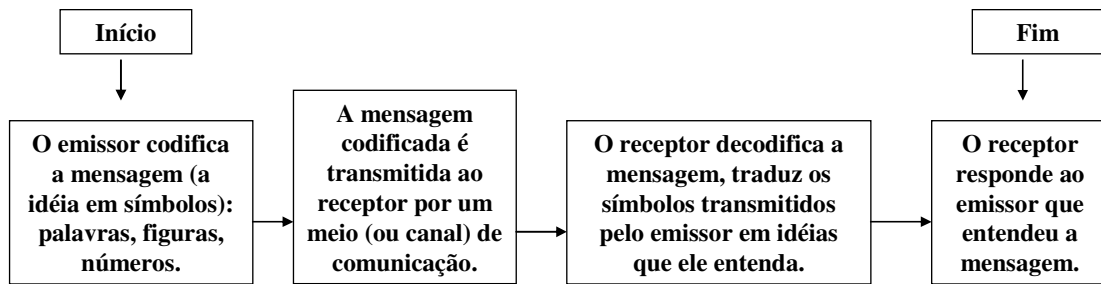 Início
Fim
O emissor codifica
a mensagem (a
idéia em símbolos):
palavras, figuras,
números.
A mensagem
codificada é
transmitida ao
receptor por um
meio (ou canal) de
comunicação.
O receptor decodifica a
mensagem, traduz os
símbolos transmitidos
pelo emissor em idéias
que ele entenda.
O receptor
responde ao
emissor que
entendeu a
mensagem.